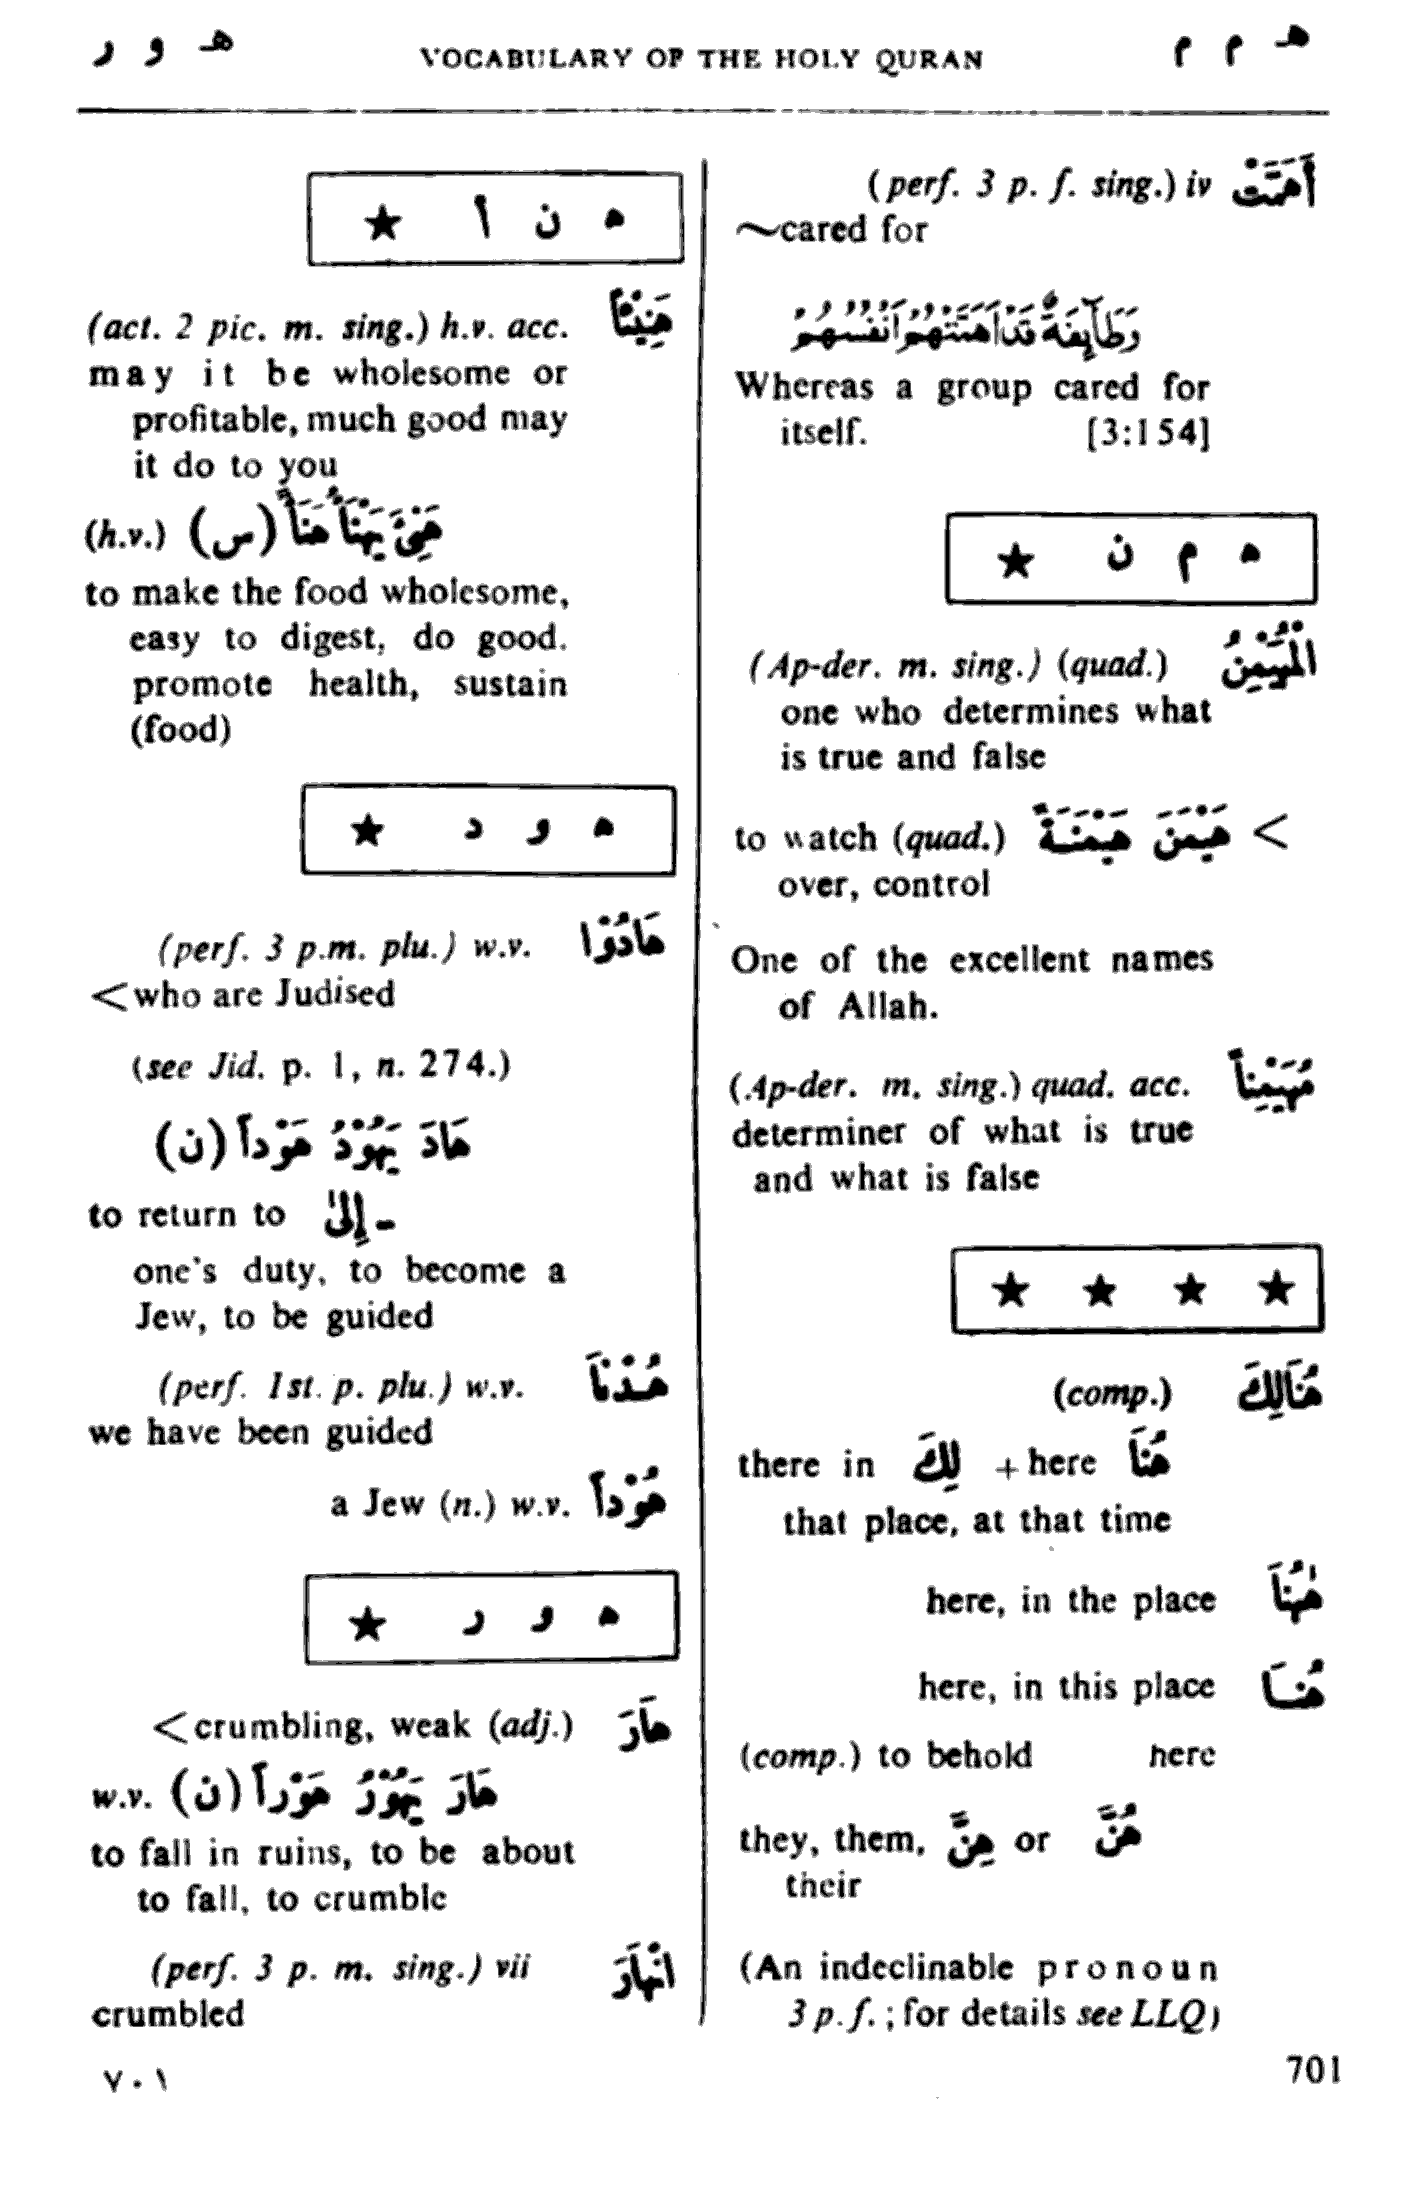 ه‍ م م
VOCABULARY OF THE HOLY QURAN
ه‍ و ر
(perf. 3 p. f. sing.) iv أَهَمَّتْ
~cared for
وَطَآئِفَةٌ قَدْ اَهَمَّتْهُمْ اَنْفُسُهُمْ
Whereas a group cared for
itself. [3:154]
ه م ن ★
(Ap-der. m. sing.) (quad.) الْمُهَيْمِنُ
one who determines what
is true and false
to watch (quad.) هَيْمَنَ هَيْمَنَةً <
over, control
One of the excellent names
of Allah.
(Ap-der. m. sing.) quad. acc. مُهَيْمِناً
determiner of what is true
and what is false
★ ★ ★ ★
(comp.) هُنَالِكَ
there in لِكَ + here هُنَا
that place, at that time
here, in the place هٰهُنَا
here, in this place هُنَا
(comp.) to behold here
they, them, هِنَّ or هُنَّ
their
(An indeclinable pronoun
3 p. f. ; for details see LLQ)
701
ه ن أ ★
(act. 2 pic. m. sing.) h.v. acc. هَنِيْئاً
may it be wholesome or
profitable, much good may
it do to you
(h.v.) هَنِئَ يَهْنَأُ هَنَأً (س)
to make the food wholesome,
easy to digest, do good.
promote health, sustain
(food)
ه و د ★
(perf. 3 p.m. plu.) w.v. هَادُوْا
<who are Judised
(see Jid. p. 1, n. 274.)
هَادَ يَهُوْدُ هَوْداً (ن)
to return to - إِلىٰ
one's duty, to become a
Jew, to be guided
(perf. 1st. p. plu.) w.v. هُدْنَا
we have been guided
a Jew (n.) w.v. هُوْداً
ه و ر ★
<crumbling, weak (adj.) هَارَ
w.v. هَارَ يَهُوْرُ هَوْراً (ن)
to fall in ruins, to be about
to fall, to crumble
(perf. 3 p. m. sing.) vii انْهَارَ
crumbled
٧٠١